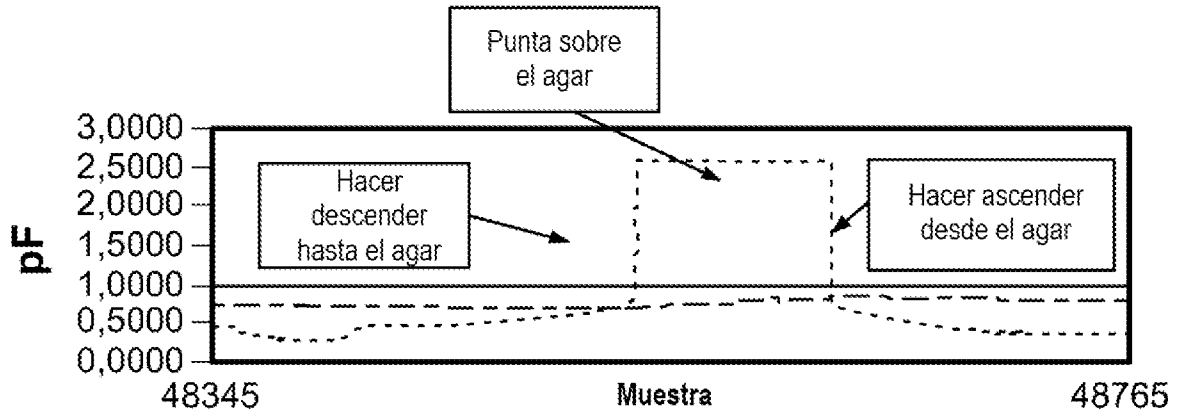 Punta sobre
el agar
3,0000
2,5000
2,0000
1,5000
1,0000
0,5000
0,0000
pF
Hacer
descender
hasta el agar
Hacer ascender
desde el agar
48345
Muestra
48765